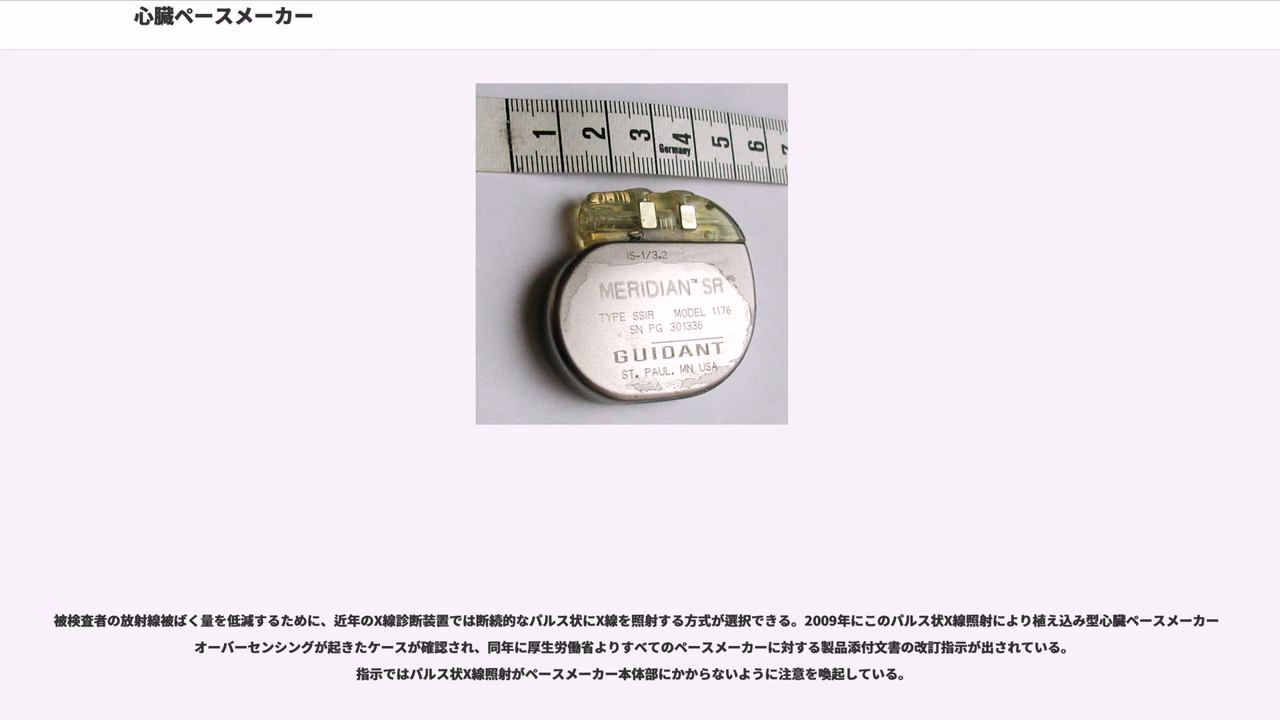 心臓ペースメーカー
1 2 3 4 5 6 7
Germany
IS-1/3.2
MERIDIAN™ SR
TYPE SSIR MODEL 1176
SN PG 301336
GUIDANT
ST. PAUL, MN USA
被検査者の放射線被ばく量を低減するために、近年のX線診断装置では断続的なパルス状にX線を照射する方式が選択できる。2009年にこのパルス状X線照射により植え込み型心臓ペースメーカー
オーバーセンシングが起きたケースが確認され、同年に厚生労働省よりすべてのペースメーカーに対する製品添付文書の改訂指示が出されている。
指示ではパルス状X線照射がペースメーカー本体部にかからないように注意を喚起している。